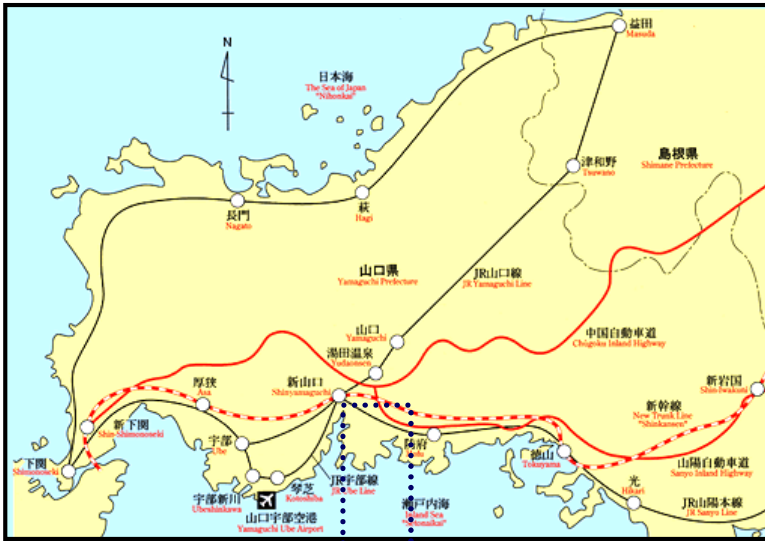 益田
Masuda
N
日本海
The Sea of Japan
"Nihonkai"
島根県
Shimane Prefecture
津和野
Tsuwano
萩
Hagi
長門
Nagato
山口県
Yamaguchi Prefecture
JR山口線
JR Yamaguchi Line
山口
Yamaguchi
中国自動車道
Chugoku Inland Highway
湯田温泉
Yudaonsen
厚狭
Asa
新山口
Shinyamaguchi
新岩国
Shin-Iwakuni
新幹線
New Trunk Line
"Shinkansen"
新下関
Shin-Shimonoseki
宇部
Ube
防府
Hofu
徳山
Tokuyama
下関
Shimonoseki
山陽自動車道
Sanyo Inland Highway
琴芝
Kotoshiba
JR宇部線
JR Ube Line
光
Hikari
宇部新川
Ubeshinkawa
瀬戸内海
Inland Sea
"Setonaikai"
JR山陽本線
JR Sanyo Line
山口宇部空港
Yamaguchi Ube Airport